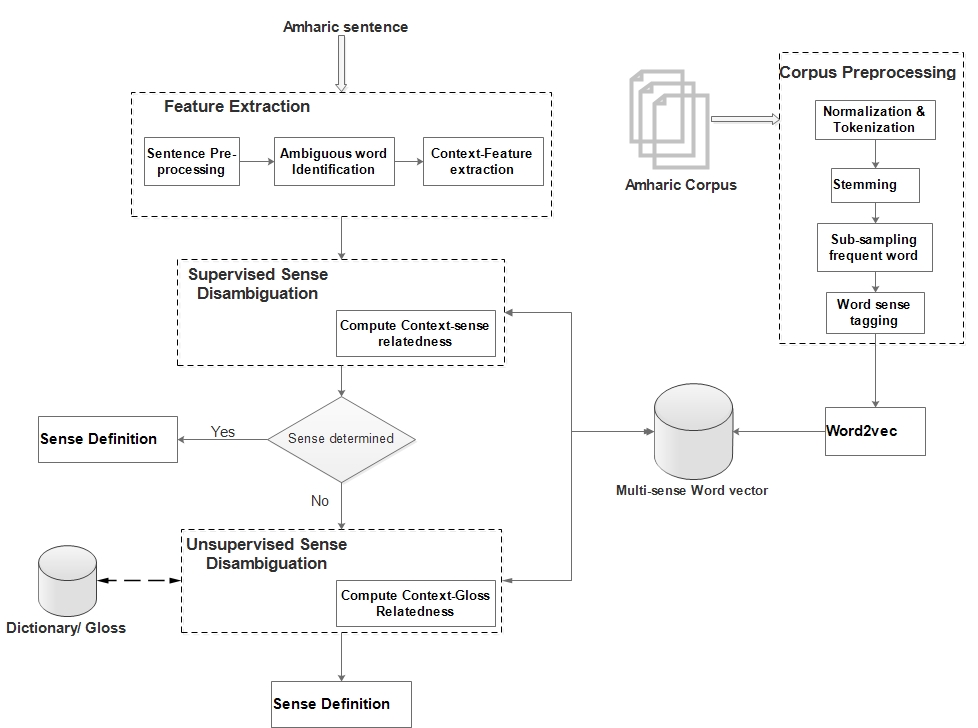 Amharic sentence
Feature Extraction
Sentence Pre-
processing
Ambiguous word
Identification
Context-Feature
extraction
Supervised Sense
Disambiguation
Compute Context-sense
relatedness
Sense determined
Yes
Sense Definition
No
Unsupervised Sense
Disambiguation
Compute Context-Gloss
Relatedness
Dictionary/ Gloss
Sense Definition
Amharic Corpus
Corpus Preprocessing
Normalization &
Tokenization
Stemming
Sub-sampling
frequent word
Word sense
tagging
Word2vec
Multi-sense Word vector